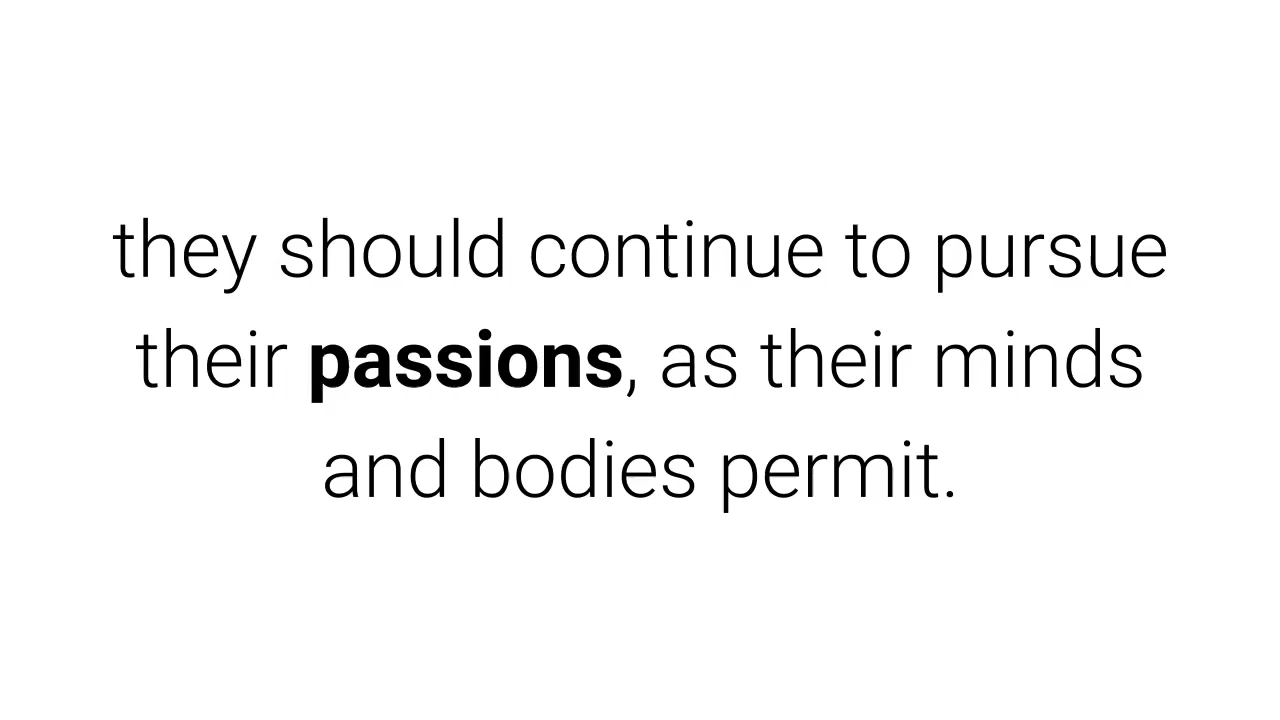 they should continue to pursue
their passions, as their minds
and bodies permit.